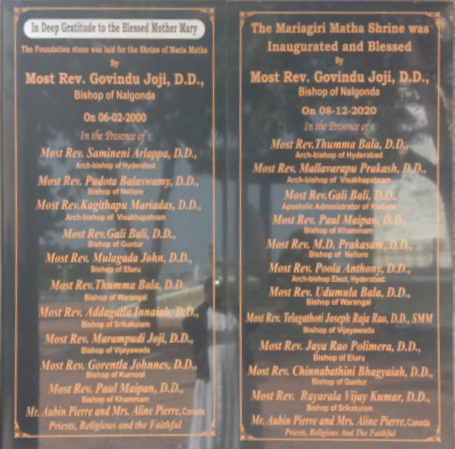 In Deep Gratitude to the Blessed Mother Mary
The Foundation stone was laid for the Shrine of Maria Matha
By
Most Rev. Govindu Joji, D.D.,
Bishop of Nalgonda
On 06-02-2000
In the Presence of :
Most Rev. Samineni Arlappa, D.D.,
Arch-bishop of Hyderabad
Most Rev. Pudota Balaswamy, D.D.,
Bishop of Nellore
Most Rev.Kagithapu Mariadas, D.D.,
Arch-bishop of Visakhapatnam
Most Rev.Gali Bali, D.D.,
Bishop of Guntur
Most Rev. Mulagada John, D.D.,
Bishop of Eluru
Most Rev.Thumma Bala, D.D.,
Bishop of Warangal
Most Rev. Addagatla Innaiah, D.D.,
Bishop of Srikakulam
Most Rev. Marampudi Joji, D.D.,
Bishop of Vijayawada
Most Rev. Gorentla Johnnes, D.D.,
Bishop of Kurnool
Most Rev. Paul Maipan, D.D.,
Bishop of Khammam
Mr. Aubin Pierre and Mrs. Aline Pierre,Canada
Priests, Religious and the Faithful
The Mariagiri Matha Shrine was
Inaugurated and Blessed
By
Most Rev. Govindu Joji, D.D.,
Bishop of Nalgonda
On 08-12-2020
In the Presence of :
Most Rev.Thumma Bala, D.D.,
Arch-bishop of Hyderabad
Most Rev. Mallavarapu Prakash, D.D.,
Arch-bishop of Visakhapatnam
Most Rev.Gali Bali, D.D.,
Apostolic Administrator of
Most Rev. Paul Maipan, D.D.,
Bishop of Khammam
Most Rev. M.D. Prakasam, D.D.,
Bishop of Nellore
Most Rev. Poola Anthony, D.D.,
Arch-bishop Elect, Hyderabad
Most Rev. Udumula Bala, D.D.,
Bishop of Warangal
Most Rev. Telagathoti Joseph Raja Rao, D.D., SMM
Bishop of Vijayawada
Most Rev. Jaya Rao Polimera, D.D.,
Bishop of Eluru
Most Rev. Chinnabathini Bhagyaiah, D.D.,
Bishop of Guntur
Most Rev. Rayarala Vijay Kumar, D.D.,
Bishop of Srikakulam
Mr. Aubin Pierre and Mrs. Aline Pierre,Canada
Priests, Religious And The Faithful